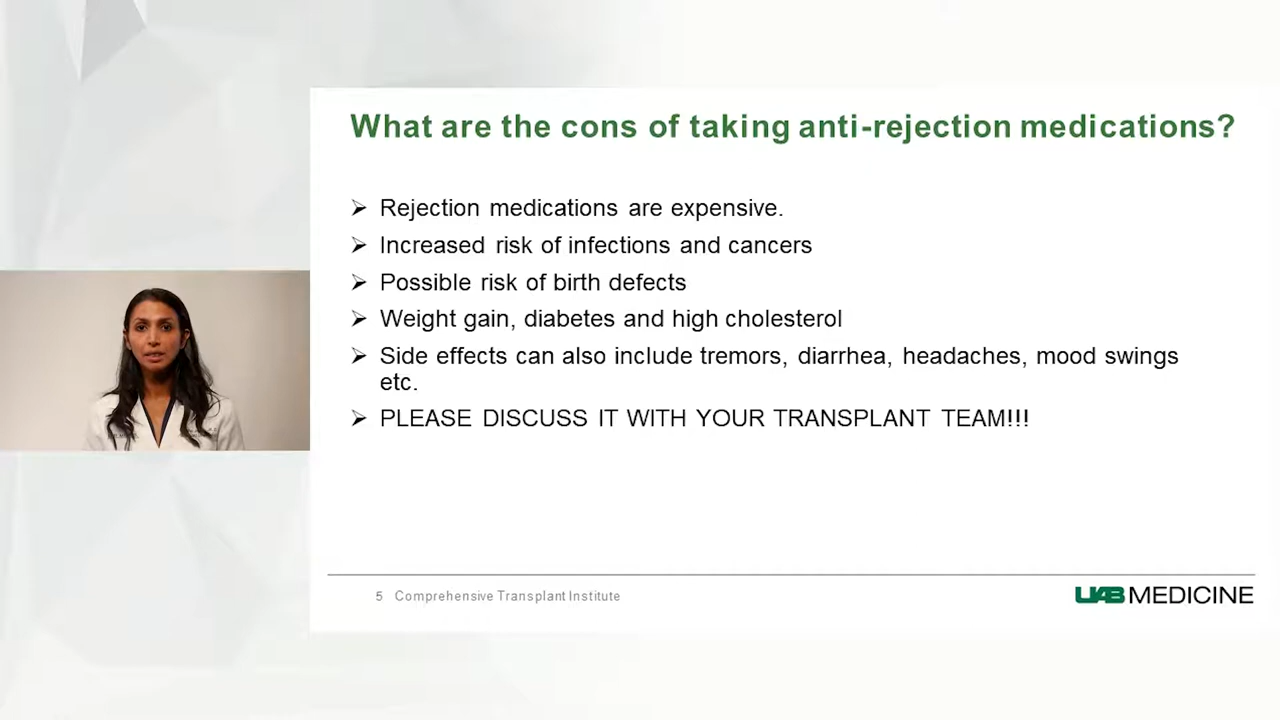 What are the cons of taking anti-rejection medications?
➢ Rejection medications are expensive.
➢ Increased risk of infections and cancers
➢ Possible risk of birth defects
➢ Weight gain, diabetes and high cholesterol
➢ Side effects can also include tremors, diarrhea, headaches, mood swings
etc.
➢ PLEASE DISCUSS IT WITH YOUR TRANSPLANT TEAM!!!
5 Comprehensive Transplant Institute
UAB MEDICINE